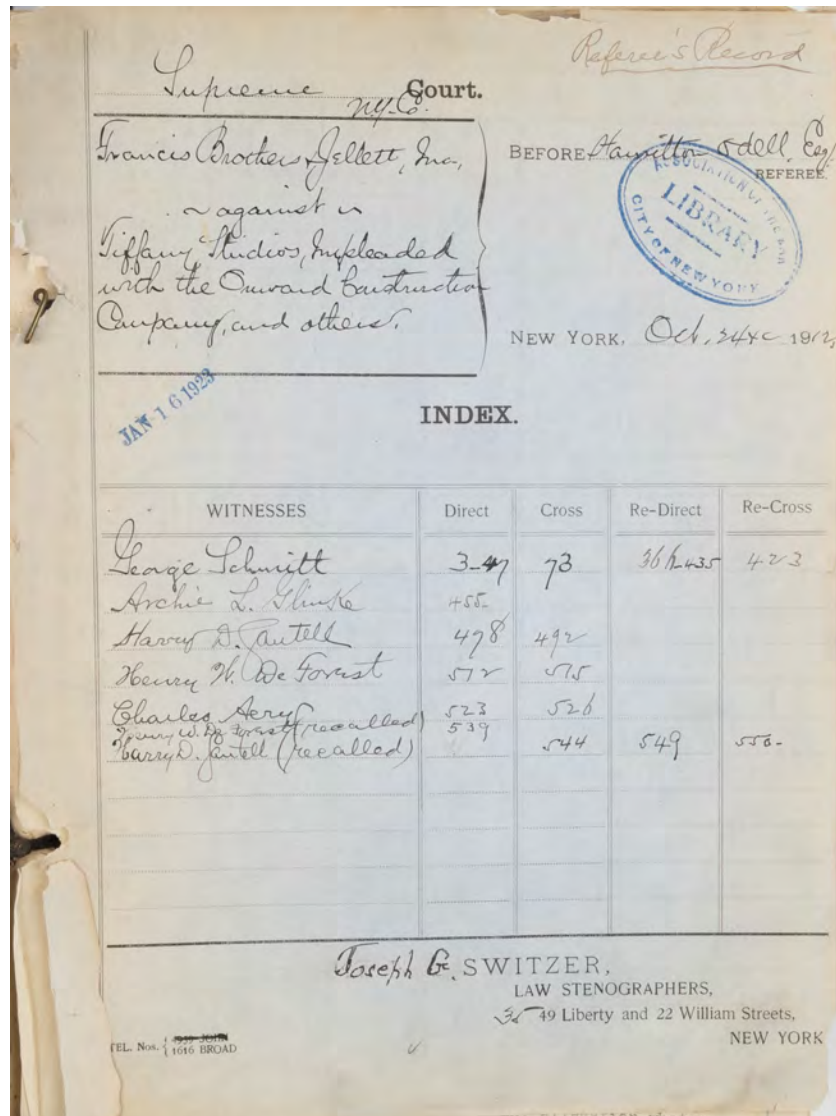 Referee's Record
Supreme Court.
N.Y. Co.
Francis Brothers & Jellett, Inc,
against
Tiffany Studios, Impleaded
with the Onward Construction
Company, and others.
BEFORE Hamilton Odell, Esq,
REFEREE.
ASSOCIATION OF THE BAR
LIBRARY
CITY OF NEW YORK
NEW YORK, Oct. 24 1912,
JAN 16 1923
INDEX.
WITNESSES Direct Cross Re-Direct Re-Cross
George Schmitt 3-47 73 435 423
Archie L. Glinke 455-
Harry D. 478 492
Henry W. De Forest 512 515
Charles Aery 523 526
Henry W. De Forest (recalled) 539
Harry D. (recalled) 544 549 550-
Joseph G. SWITZER,
LAW STENOGRAPHERS,
49 Liberty and 22 William Streets,
NEW YORK
TEL. Nos. 1616 BROAD